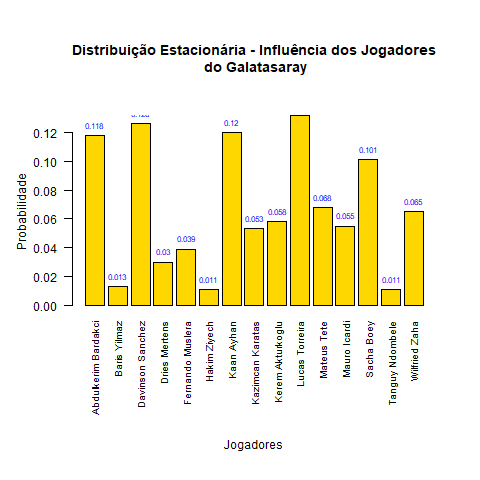 Distribuição Estacionária - Influência dos Jogadores
do Galatasaray
Probabilidade
0.12
0.10
0.08
0.06
0.04
0.02
0.00
0.118
0.013
0.03
0.039
0.011
0.12
0.053
0.058
0.068
0.055
0.101
0.011
0.065
Abdulkerim Bardakci
Baris Yilmaz
Davinson Sanchez
Dries Mertens
Fernando Muslera
Hakim Ziyech
Kaan Ayhan
Kazimcan Karatas
Kerem Akturkoglu
Lucas Torreira
Mateus Tete
Mauro Icardi
Sacha Boey
Tanguy Ndombele
Wilfried Zaha
Jogadores